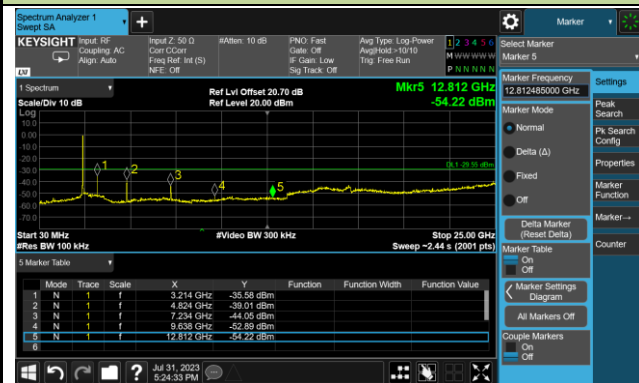 Spectrum Analyzer 1
Swept SA
Marker
KEYSIGHT
Input: RF
Coupling: AC
Align: Auto
Input Z: 50 Ω
Corr CCorr
Freq Ref: Int (S)
NFE: Off
#Atten: 10 dB
PNO: Fast
Gate: Off
IF Gain: Low
Sig Track: Off
Avg Type: Log-Power
Avg|Hold:>10/10
Trig: Free Run
1 2 3 4 5 6
M W W W W W
P N N N N N
LXI
1 Spectrum
Scale/Div 10 dB
Ref Lvl Offset 20.70 dB
Ref Level 20.00 dBm
Mkr5 12.812 GHz
-54.22 dBm
Log
10.0
0.00
-10.0
-20.0
-30.0
-40.0
-50.0
-60.0
-70.0
1
2
3
4
5
DL1 -29.55 dBm
Start 30 MHz
#Res BW 100 kHz
#Video BW 300 kHz
Stop 25.00 GHz
Sweep ~2.44 s (2001 pts)
5 Marker Table
Mode Trace Scale X Y Function Function Width Function Value
1 N 1 f 3.214 GHz -35.58 dBm
2 N 1 f 4.824 GHz -39.01 dBm
3 N 1 f 7.234 GHz -44.05 dBm
4 N 1 f 9.638 GHz -52.89 dBm
5 N 1 f 12.812 GHz -54.22 dBm
6
Jul 31, 2023
5:24:33 PM
Select Marker
Marker 5
Marker Frequency
12.812485000 GHz
Marker Mode
Normal
Delta (Δ)
Fixed
Off
Delta Marker
(Reset Delta)
Marker Table
On
Off
Marker Settings
Diagram
All Markers Off
Couple Markers
On
Off
Settings
Peak
Search
Pk Search
Config
Properties
Marker
Function
Marker→
Counter